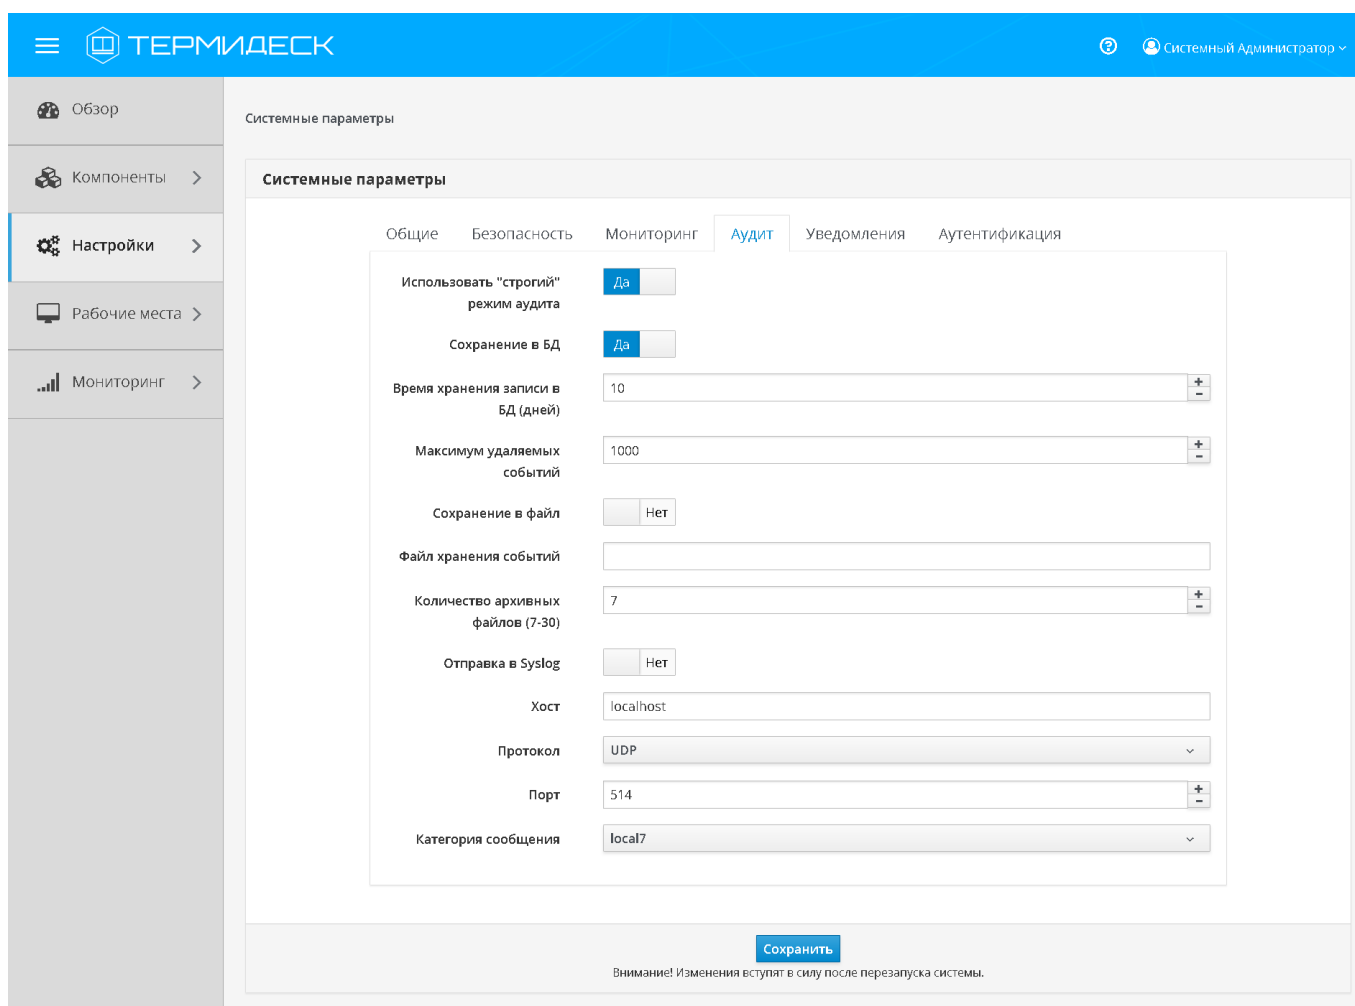 ТЕРМИДЕСК
Системный Администратор
Обзор
Компоненты
Настройки
Рабочие места
Мониторинг
Системные параметры
Системные параметры
Общие Безопасность Мониторинг Аудит Уведомления Аутентификация
Использовать "строгий" режим аудита Да
Сохранение в БД Да
Время хранения записи в БД (дней) 10
Максимум удаляемых событий 1000
Сохранение в файл Нет
Файл хранения событий
Количество архивных файлов (7-30) 7
Отправка в Syslog Нет
Хост localhost
Протокол UDP
Порт 514
Категория сообщения local7
Сохранить
Внимание! Изменения вступят в силу после перезапуска системы.